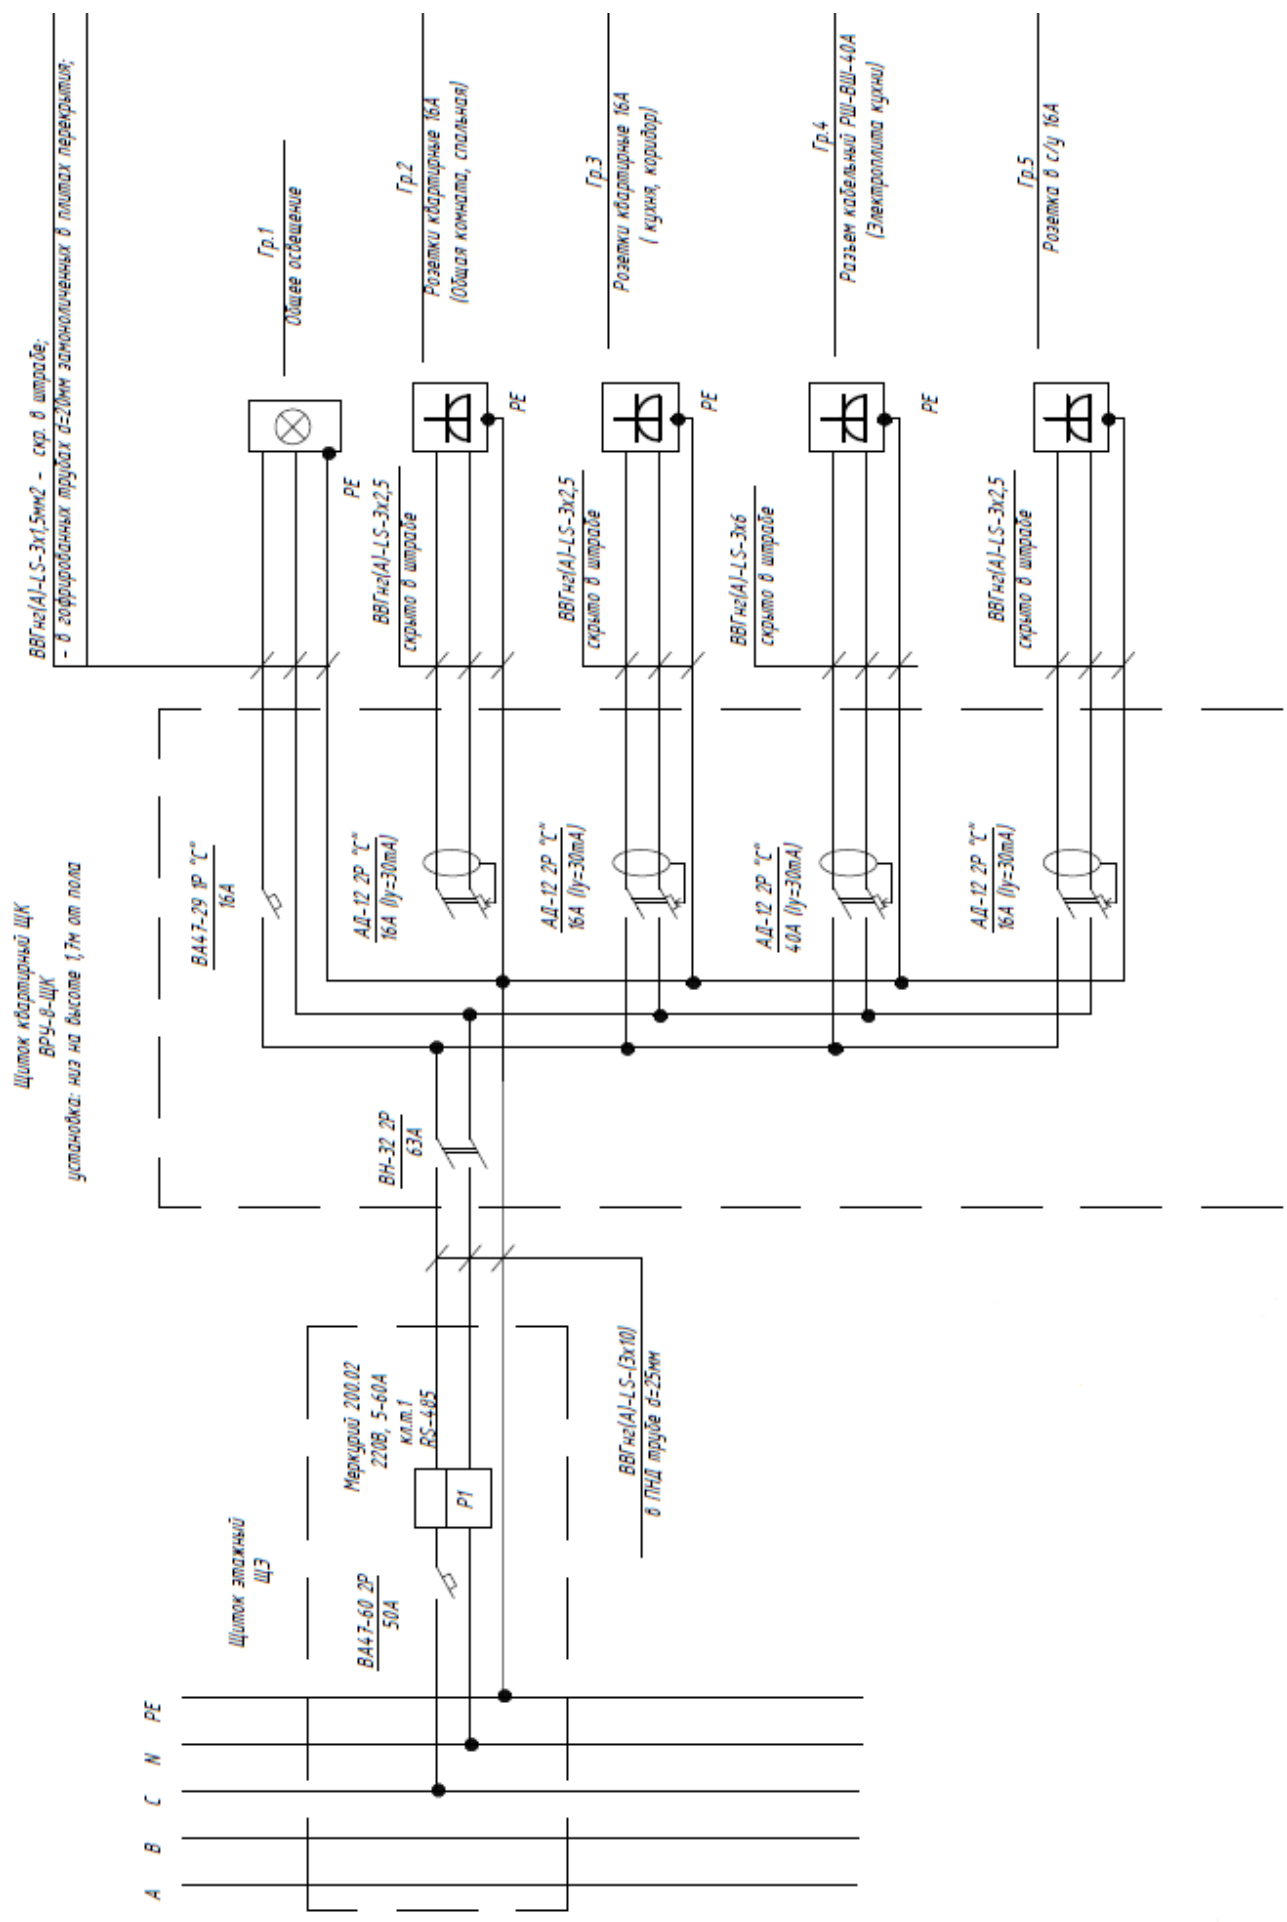 ВВГнг(А)-LS-3х1,5мм2 - скр. в штрабе;
- в гофрированных трубах d=20мм замоноличенных в плитах перекрытия;
Гр.1
Общее освещение
Гр.2
Розетки квартирные 16А
(Общая комната, спальная)
Гр.3
Розетки квартирные 16А
( кухня, коридор)
Гр.4
Разъем кабельный РШ-ВШ-40А
(Электроплита кухни)
Гр.5
Розетка в с/у 16А
PE
PE
PE
PE
ВВГнг(А)-LS-3х2,5
скрыто в штрабе
ВВГнг(А)-LS-3х2,5
скрыто в штрабе
ВВГнг(А)-LS-3х6
скрыто в штрабе
ВВГнг(А)-LS-3х2,5
скрыто в штрабе
Щиток квартирный ЩК
ВРУ-8-ЩК
установка: низ на высоте 1,7м от пола
ВА47-29 1Р "С"
16А
АД-12 2Р "С"
16А (Iу=30mA)
АД-12 2Р "С"
16А (Iу=30mA)
АД-12 2Р "С"
40А (Iу=30mA)
АД-12 2Р "С"
16А (Iу=30mA)
ВН-32 2Р
63А
ВВГнг(А)-LS-(3х10)
в ПНД трубе d=25мм
Щиток этажный
ЩЭ
Меркурий 200.02
220В, 5-60А
кл.т.1
RS-485
P1
ВА47-60 2Р
50А
PE
N
C
B
A